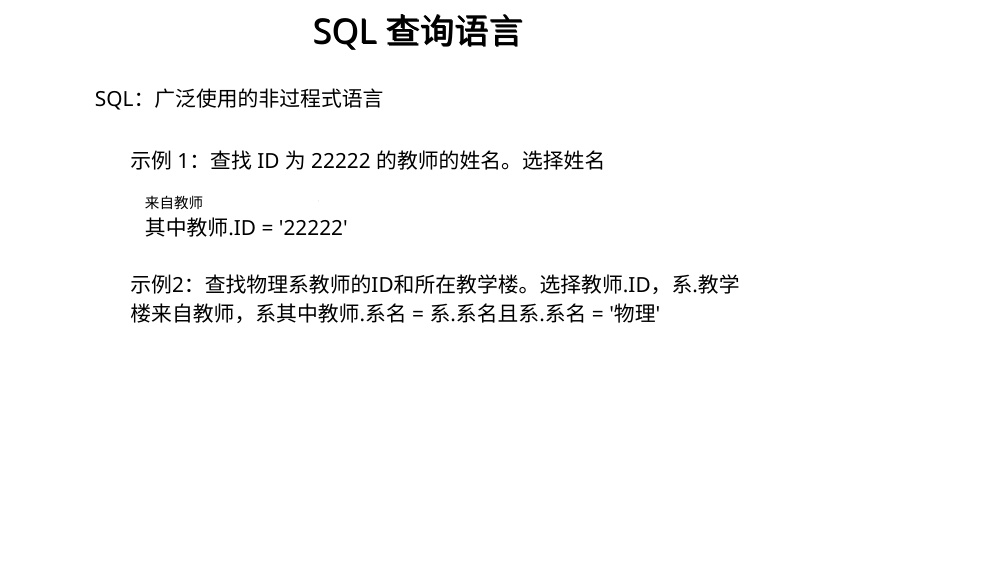 SQL 查询语言
SQL：广泛使用的非过程式语言
示例 1：查找 ID 为 22222 的教师的姓名。选择姓名
来自教师
其中教师.ID = '22222'
示例2：查找物理系教师的ID和所在教学楼。选择教师.ID，系.教学
楼来自教师，系其中教师.系名 = 系.系名且系.系名 = '物理'